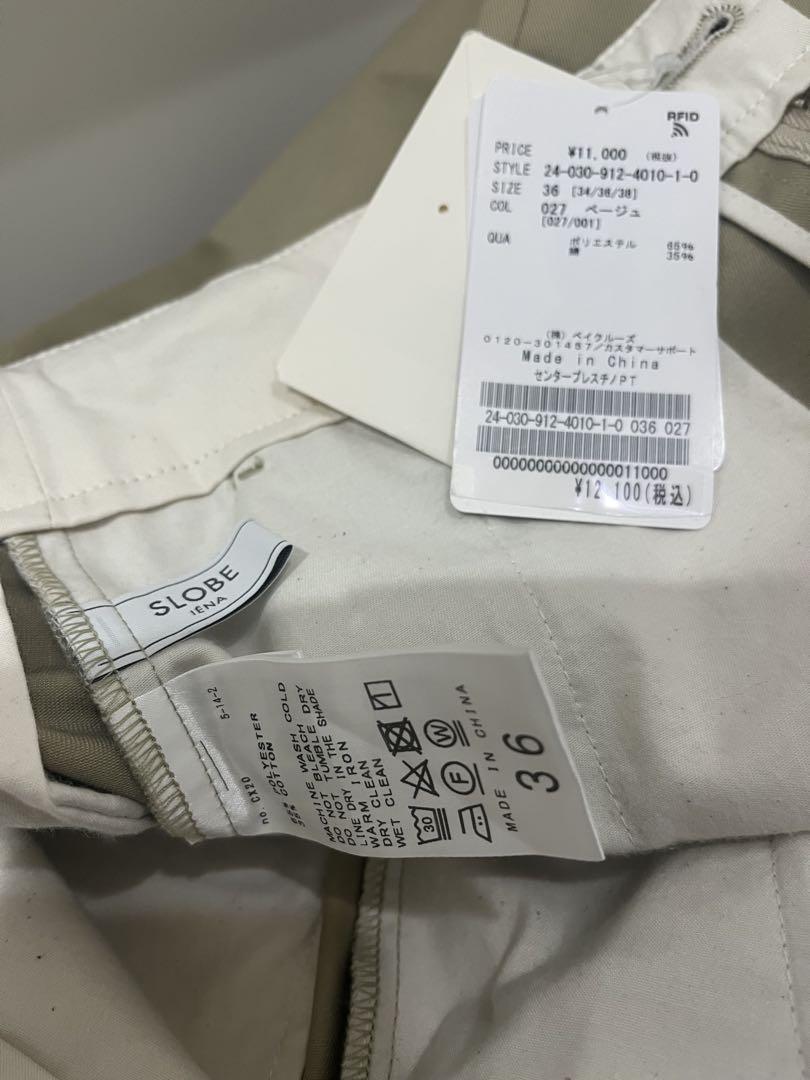 RFID
PRICE ¥11,000 (税抜)
STYLE 24-030-912-4010-1-0
SIZE 36 [34/36/38]
COL 027 ベージュ
[027/001]
QUA ポリエステル 65%
綿 35%
(株)ベイクルーズ
0120-301457/カスタマーサポート
Made in China
センタープレスチノPT
24-030-912-4010-1-0 036 027
00000000000000011000
¥12,100(税込)
SLOBE
IÉNA
5-14-2
no. CX20
65% POLYESTER
35% COTTON
MACHINE WASH COLD
DO NOT BLEACH
DO NOT TUMBLE DRY
LINE DRY IN THE SHADE
WARM IRON
DRY CLEAN
WET CLEAN
30
F
W
MADE IN CHINA
36